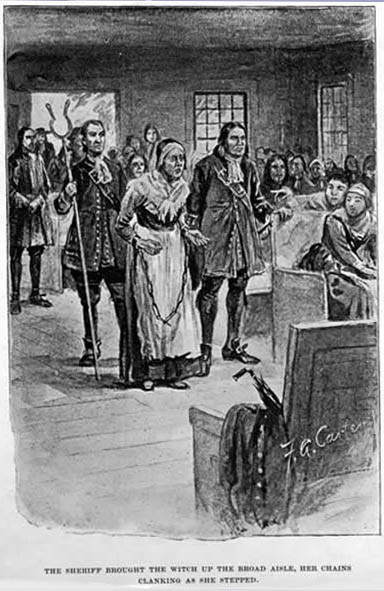 F. G. Carter
THE SHERIFF BROUGHT THE WITCH UP THE BROAD AISLE, HER CHAINS
CLANKING AS SHE STEPPED.